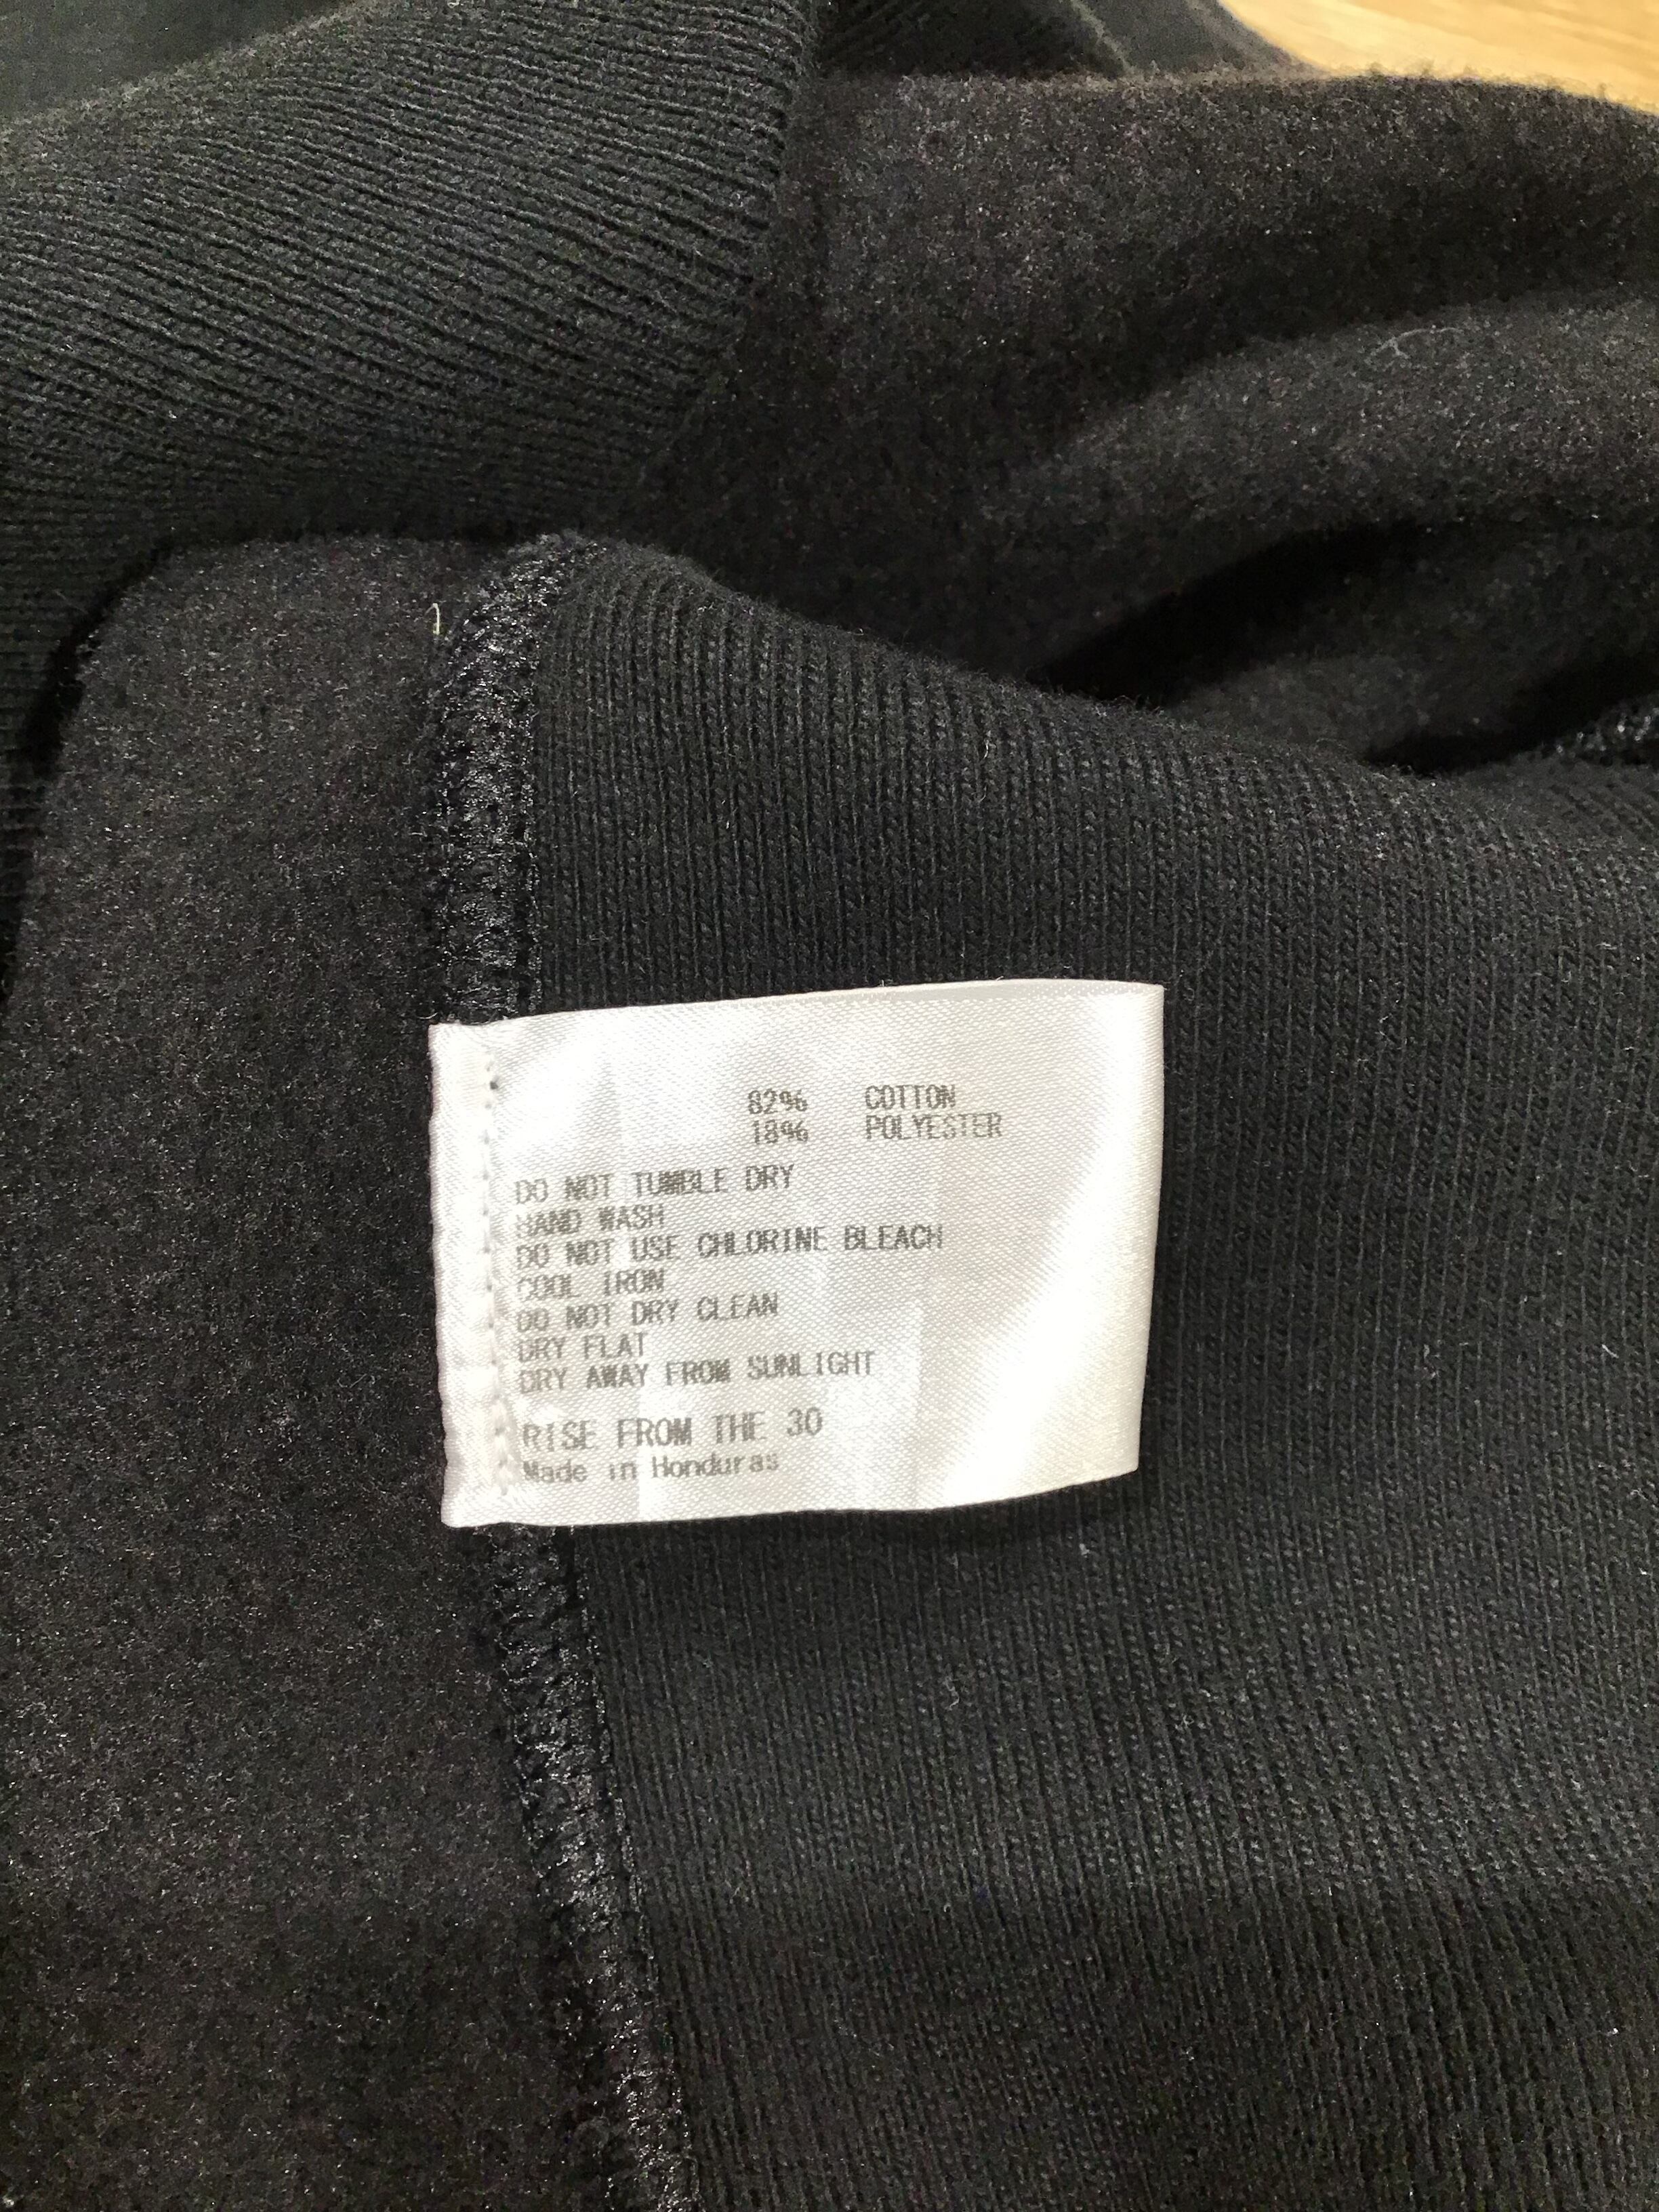 82% COTTON
18% POLYESTER
DO NOT TUMBLE DRY
HAND WASH
DO NOT USE CHLORINE BLEACH
COOL IRON
DO NOT DRY CLEAN
DRY FLAT
DRY AWAY FROM SUNLIGHT
RISE FROM THE 30
Made in Honduras